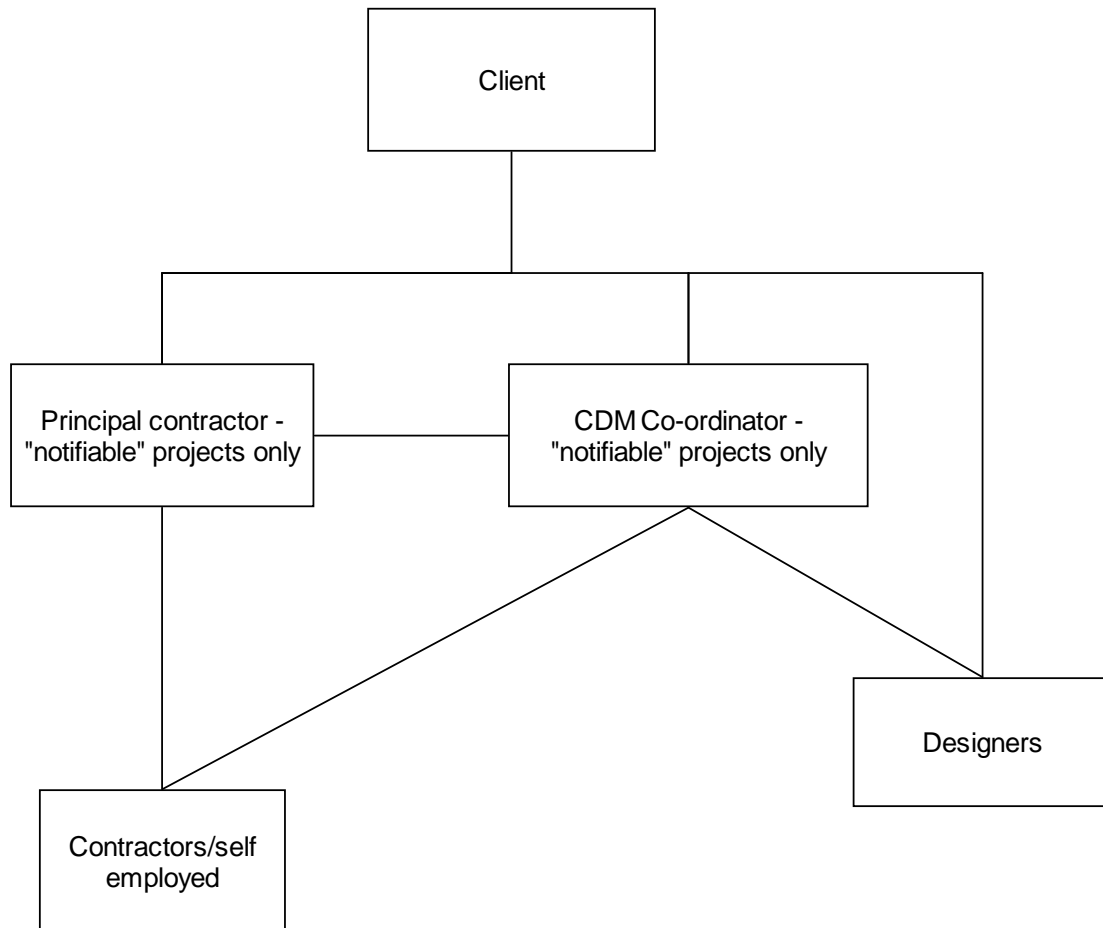 Client
Principal contractor -
"notifiable" projects only
CDM Co-ordinator -
"notifiable" projects only
Designers
Contractors/self
employed